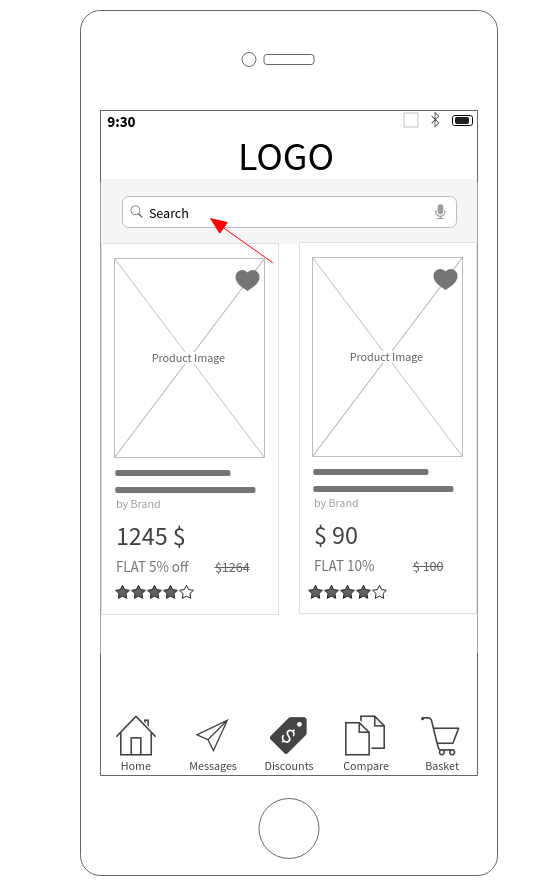 9:30
LOGO
Search
Product Image
Product Image
by Brand
by Brand
1245 $
$ 90
FLAT 5% off $1264
FLAT 10% $ 100
Home Messages Discounts Compare Basket